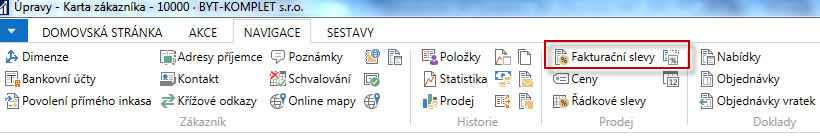 Úpravy - Karta zákazníka - 10000 · BYT-KOMPLET s.r.o.
DOMOVSKÁ STRÁNKA AKCE NAVIGACE SESTAVY
Dimenze Adresy příjemce Poznámky Položky Fakturační slevy % Nabídky
Bankovní účty Kontakt Schvalování Statistika Ceny 12 Objednávky
Povolení přímého inkasa Křížové odkazy Online mapy Prodej Řádkové slevy Objednávky vratek
Zákazník Historie Prodej Doklady